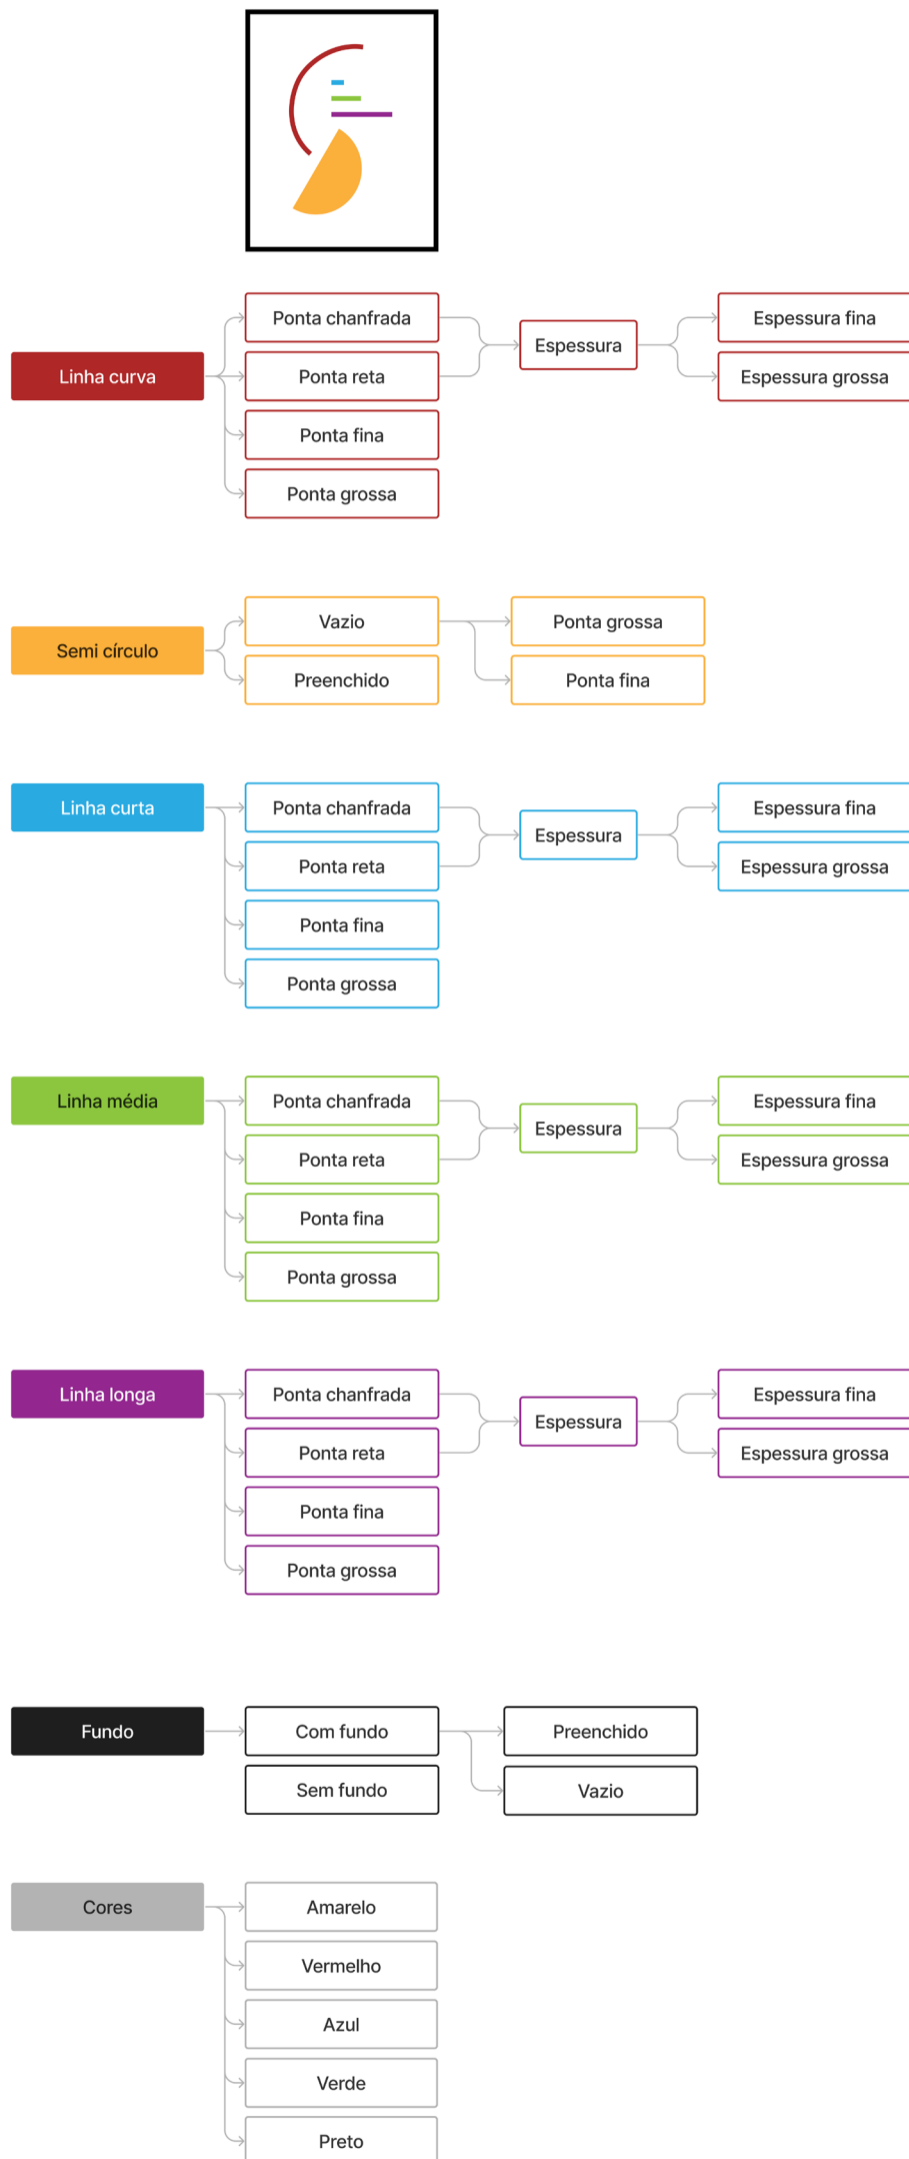 Linha curva
Ponta chanfrada
Ponta reta
Ponta fina
Ponta grossa
Espessura
Espessura fina
Espessura grossa
Semi círculo
Vazio
Preenchido
Ponta grossa
Ponta fina
Linha curta
Ponta chanfrada
Ponta reta
Ponta fina
Ponta grossa
Espessura
Espessura fina
Espessura grossa
Linha média
Ponta chanfrada
Ponta reta
Ponta fina
Ponta grossa
Espessura
Espessura fina
Espessura grossa
Linha longa
Ponta chanfrada
Ponta reta
Ponta fina
Ponta grossa
Espessura
Espessura fina
Espessura grossa
Fundo
Com fundo
Sem fundo
Preenchido
Vazio
Cores
Amarelo
Vermelho
Azul
Verde
Preto